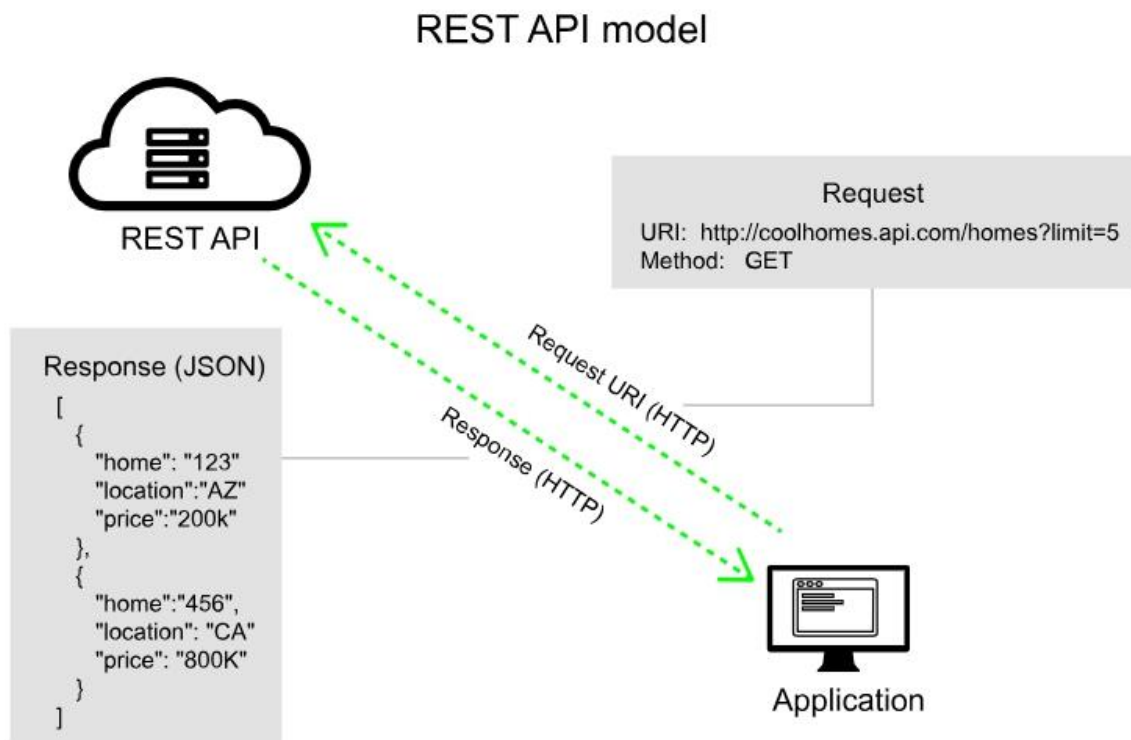 REST API model
REST API
Request
URI: http://coolhomes.api.com/homes?limit=5
Method: GET
Request URI (HTTP)
Response (HTTP)
Response (JSON)
[
{
"home": "123"
"location":"AZ"
"price":"200k"
},
{
"home":"456",
"location": "CA"
"price": "800K"
}
]
Application